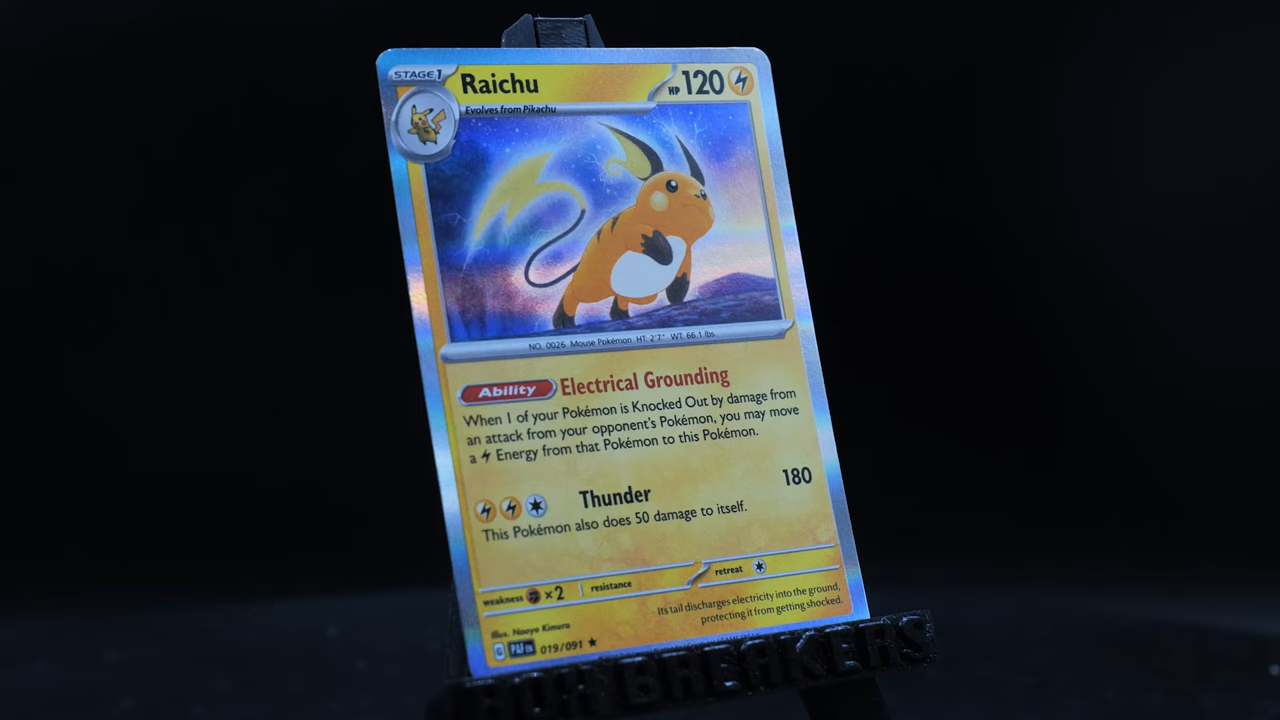 STAGE 1
Raichu
HP 120
Evolves from Pikachu
NO. 0026 Mouse Pokémon HT: 2'7" WT: 66.1 lbs.
Ability Electrical Grounding
When 1 of your Pokémon is Knocked Out by damage from
an attack from your opponent's Pokémon, you may move
a Energy from that Pokémon to this Pokémon.
Thunder 180
This Pokémon also does 50 damage to itself.
weakness ×2 resistance retreat
Its tail discharges electricity into the ground,
protecting it from getting shocked.
illus. Naoyo Kimura
G PAF EN 019/091
BREAKERS